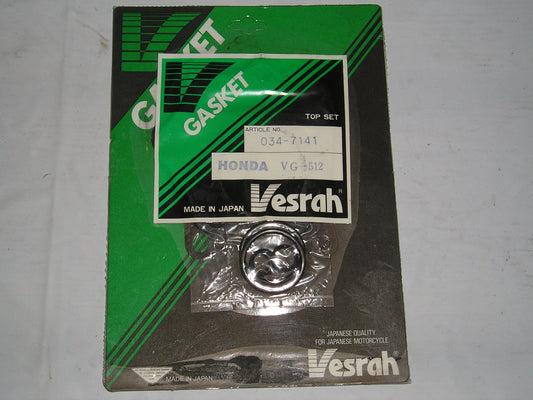 GASKET
GASKET
TOP SET
ARTICLE NO.
034-7141
HONDA VG-512
MADE IN JAPAN Vesrah®
JAPANESE QUALITY
FOR JAPANESE MOTORCYCLE
MADE IN JAPAN Vesrah®